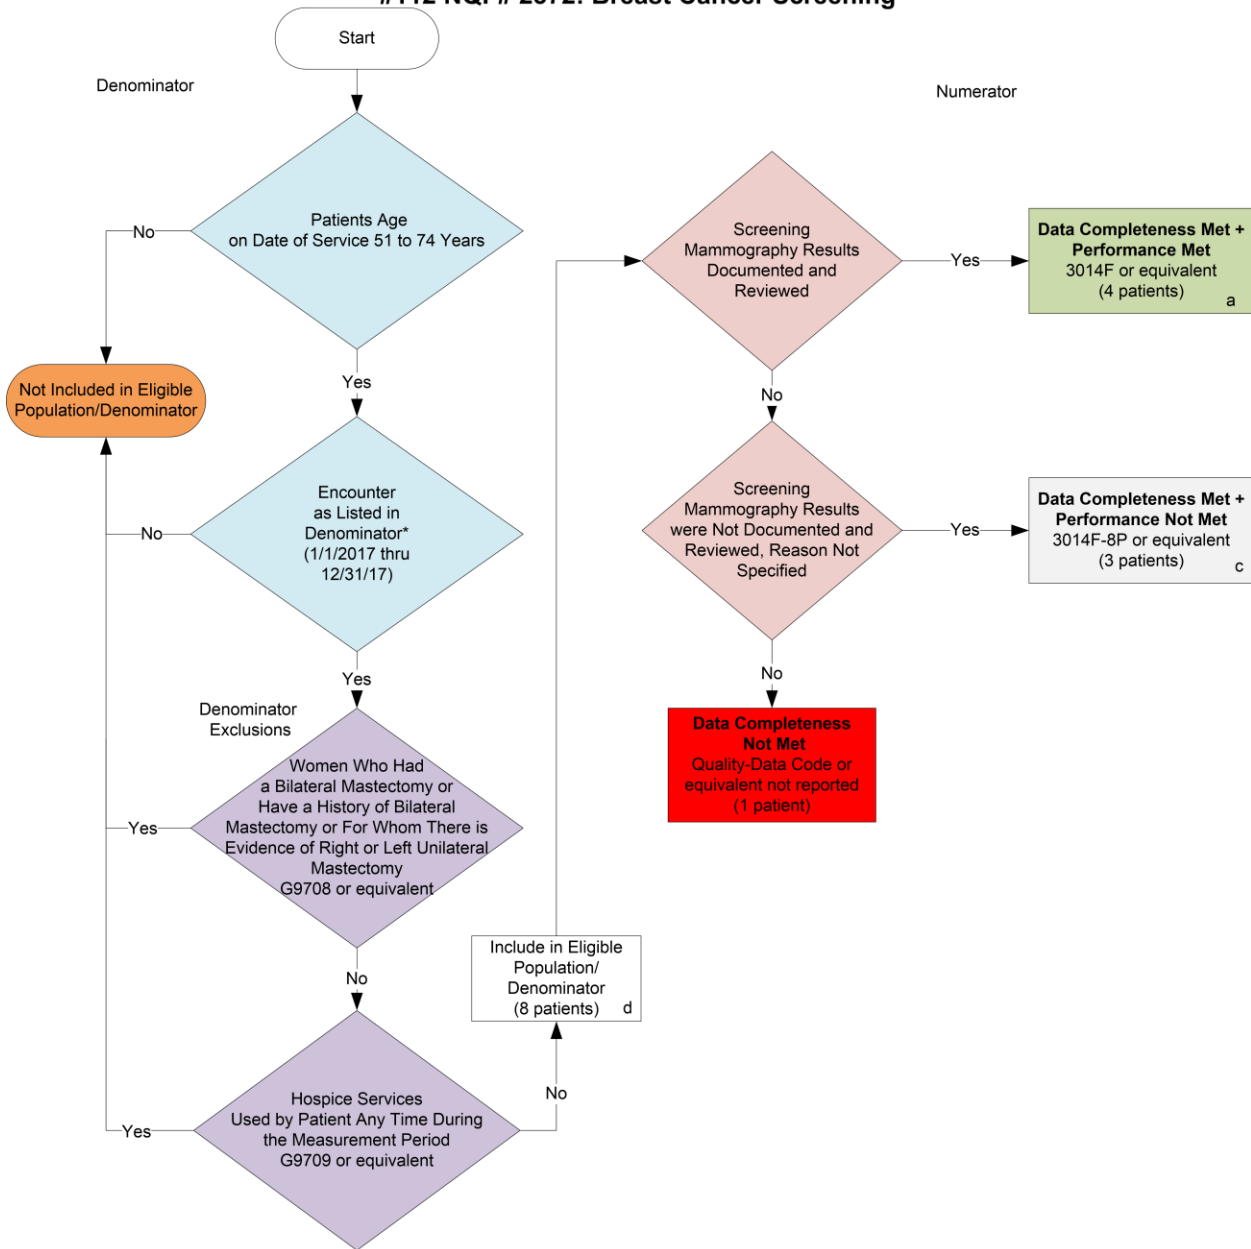 #112 NQF# 2372: Breast Cancer Screening
Start
Denominator
Numerator
Patients Age
on Date of Service 51 to 74 Years
No
Yes
Not Included in Eligible
Population/Denominator
Encounter
as Listed in
Denominator*
(1/1/2017 thru
12/31/17)
No
Yes
Denominator
Exclusions
Women Who Had
a Bilateral Mastectomy or
Have a History of Bilateral
Mastectomy or For Whom There is
Evidence of Right or Left Unilateral
Mastectomy
G9708 or equivalent
Yes
No
Hospice Services
Used by Patient Any Time During
the Measurement Period
G9709 or equivalent
Yes
No
Include in Eligible
Population/
Denominator
(8 patients) d
Screening
Mammography Results
Documented and
Reviewed
Yes
Data Completeness Met +
Performance Met
3014F or equivalent
(4 patients) a
No
Screening
Mammography Results
were Not Documented and
Reviewed, Reason Not
Specified
Yes
Data Completeness Met +
Performance Not Met
3014F-8P or equivalent
(3 patients) c
No
Data Completeness
Not Met
Quality-Data Code or
equivalent not reported
(1 patient)